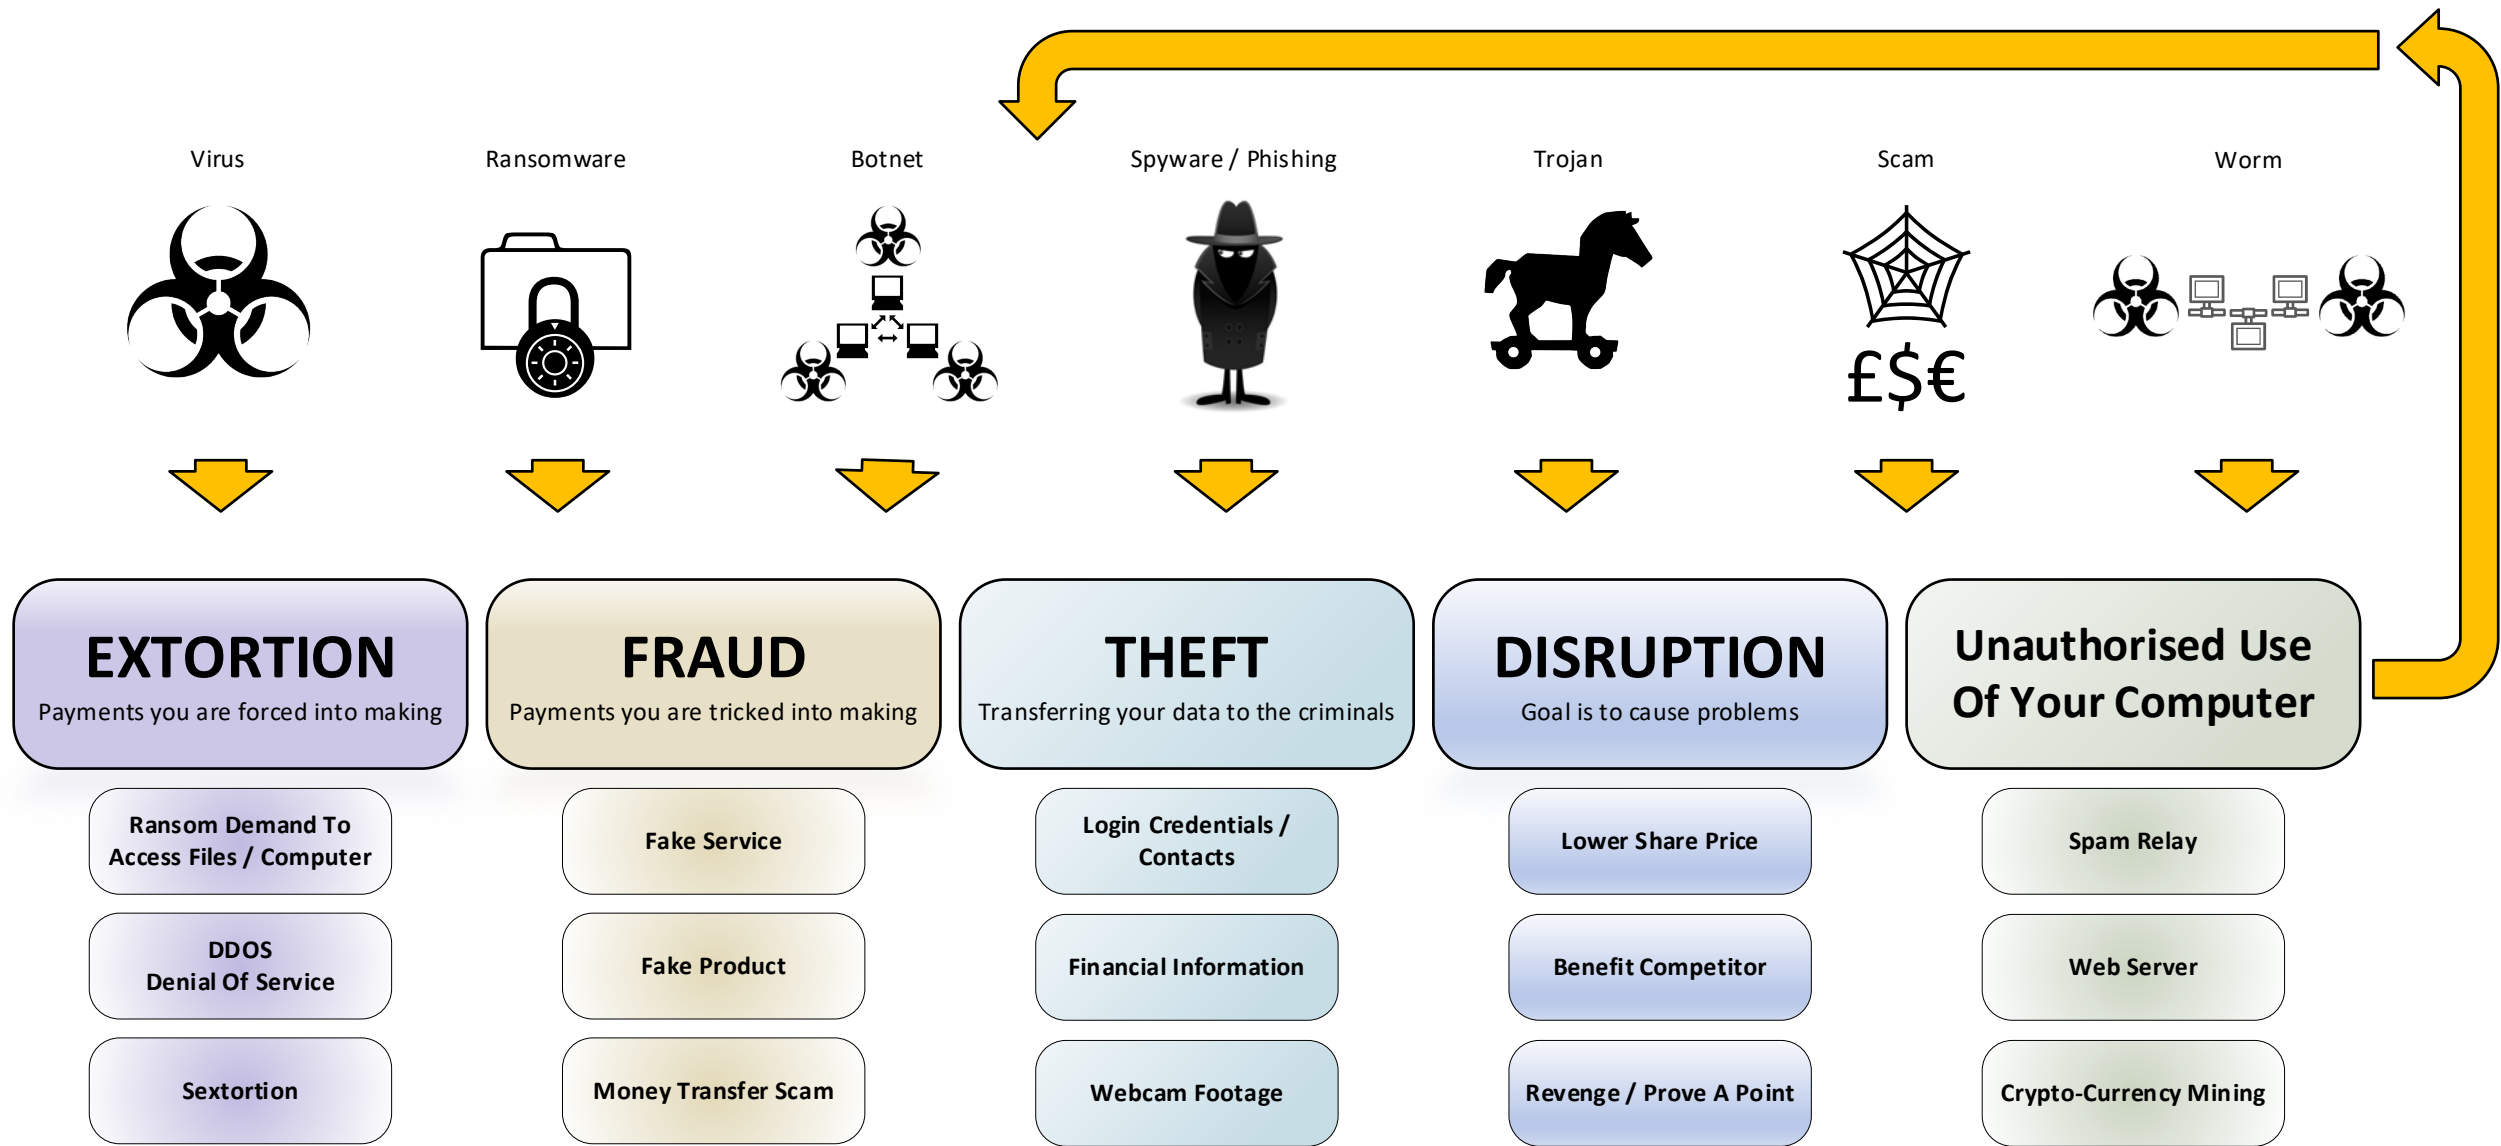 Virus
Ransomware
Botnet
Spyware / Phishing
Trojan
Scam
Worm
£$€
EXTORTION
Payments you are forced into making
FRAUD
Payments you are tricked into making
THEFT
Transferring your data to the criminals
DISRUPTION
Goal is to cause problems
Unauthorised Use
Of Your Computer
Ransom Demand To
Access Files / Computer
Fake Service
Login Credentials /
Contacts
Lower Share Price
Spam Relay
DDOS
Denial Of Service
Fake Product
Financial Information
Benefit Competitor
Web Server
Sextortion
Money Transfer Scam
Webcam Footage
Revenge / Prove A Point
Crypto-Currency Mining